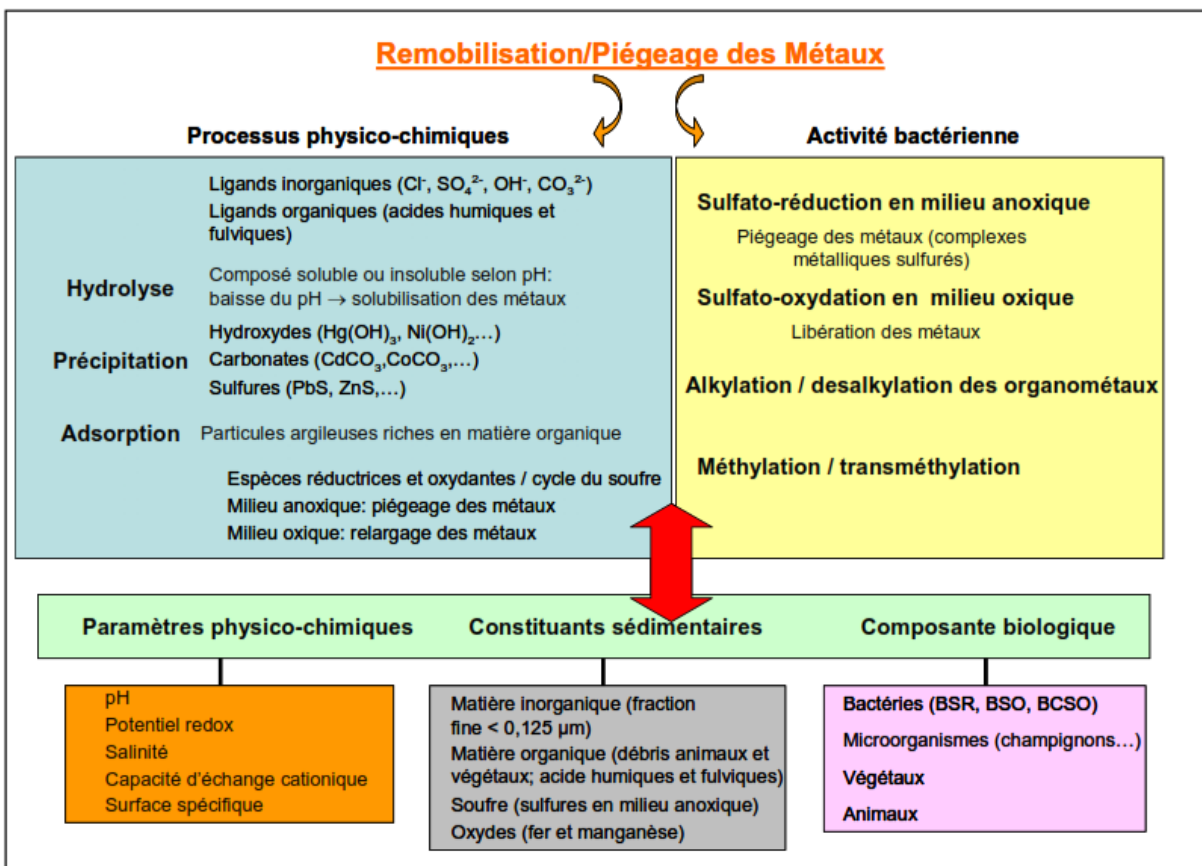 Remobilisation/Piégeage des Métaux
Processus physico-chimiques
Ligands inorganiques (Cl⁻, SO₄²⁻, OH⁻, CO₃²⁻)
Ligands organiques (acides humiques et
fulviques)
Hydrolyse
Composé soluble ou insoluble selon pH:
baisse du pH → solubilisation des métaux
Précipitation
Hydroxydes (Hg(OH)₃, Ni(OH)₂…)
Carbonates (CdCO₃,CoCO₃,…)
Sulfures (PbS, ZnS,…)
Adsorption
Particules argileuses riches en matière organique
Espèces réductrices et oxydantes / cycle du soufre
Milieu anoxique: piégeage des métaux
Milieu oxique: relargage des métaux
Activité bactérienne
Sulfato-réduction en milieu anoxique
Piégeage des métaux (complexes
métalliques sulfurés)
Sulfato-oxydation en milieu oxique
Libération des métaux
Alkylation / desalkylation des organométaux
Méthylation / transméthylation
Paramètres physico-chimiques
Constituants sédimentaires
Composante biologique
pH
Potentiel redox
Salinité
Capacité d'échange cationique
Surface spécifique
Matière inorganique (fraction
fine < 0,125 µm)
Matière organique (débris animaux et
végétaux; acide humiques et fulviques)
Soufre (sulfures en milieu anoxique)
Oxydes (fer et manganèse)
Bactéries (BSR, BSO, BCSO)
Microorganismes (champignons…)
Végétaux
Animaux